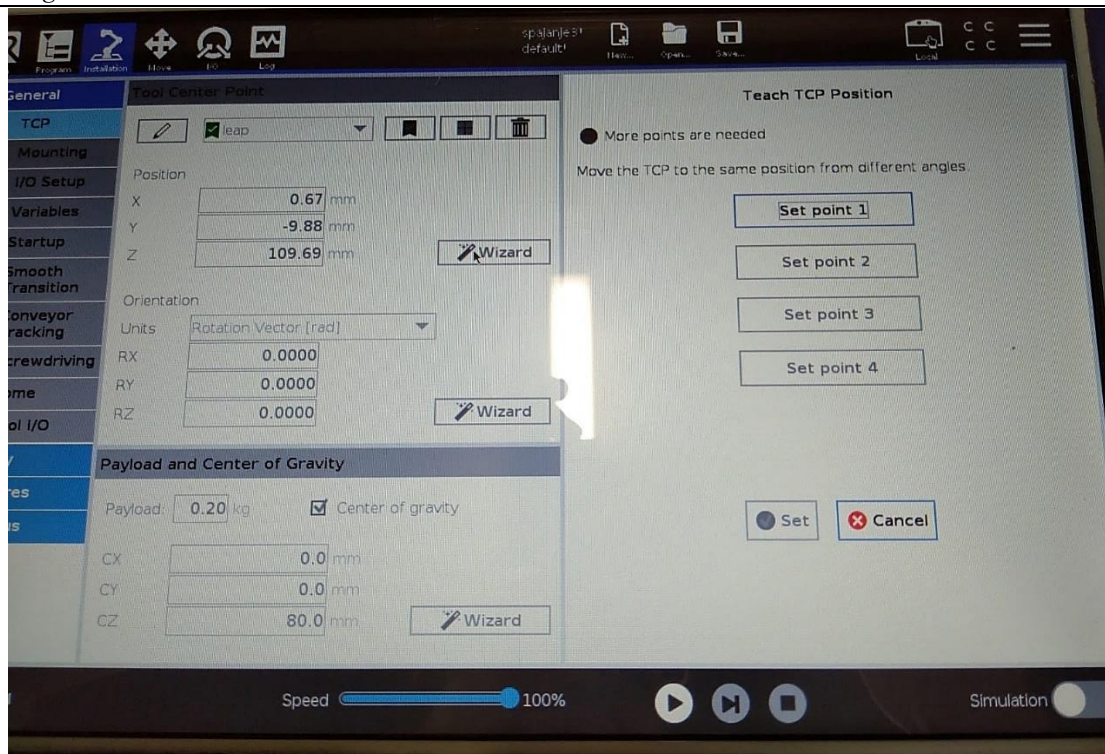 spajanje3*
default*
Program
Installation
Move
I/O
Log
New...
Open...
Save...
Local
C C
C C
General
TCP
Mounting
I/O Setup
Variables
Startup
Smooth
Transition
Conveyor
Tracking
crewdriving
ome
ol I/O
y
res
us
Tool Center Point
leap
Position
X 0.67 mm
Y -9.88 mm
Z 109.69 mm
Wizard
Orientation
Units Rotation Vector [rad]
RX 0.0000
RY 0.0000
RZ 0.0000
Wizard
Payload and Center of Gravity
Payload: 0.20 kg Center of gravity
CX 0.0 mm
CY 0.0 mm
CZ 80.0 mm
Wizard
Teach TCP Position
More points are needed
Move the TCP to the same position from different angles.
Set point 1
Set point 2
Set point 3
Set point 4
Set
Cancel
Speed 100%
Simulation